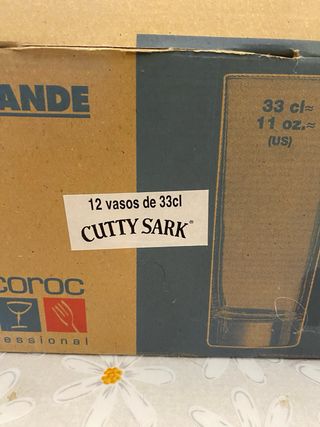 ANDE
33 cl≈
11 oz.≈
(US)
12 vasos de 33cl
CUTTY SARK®
coroc
essional